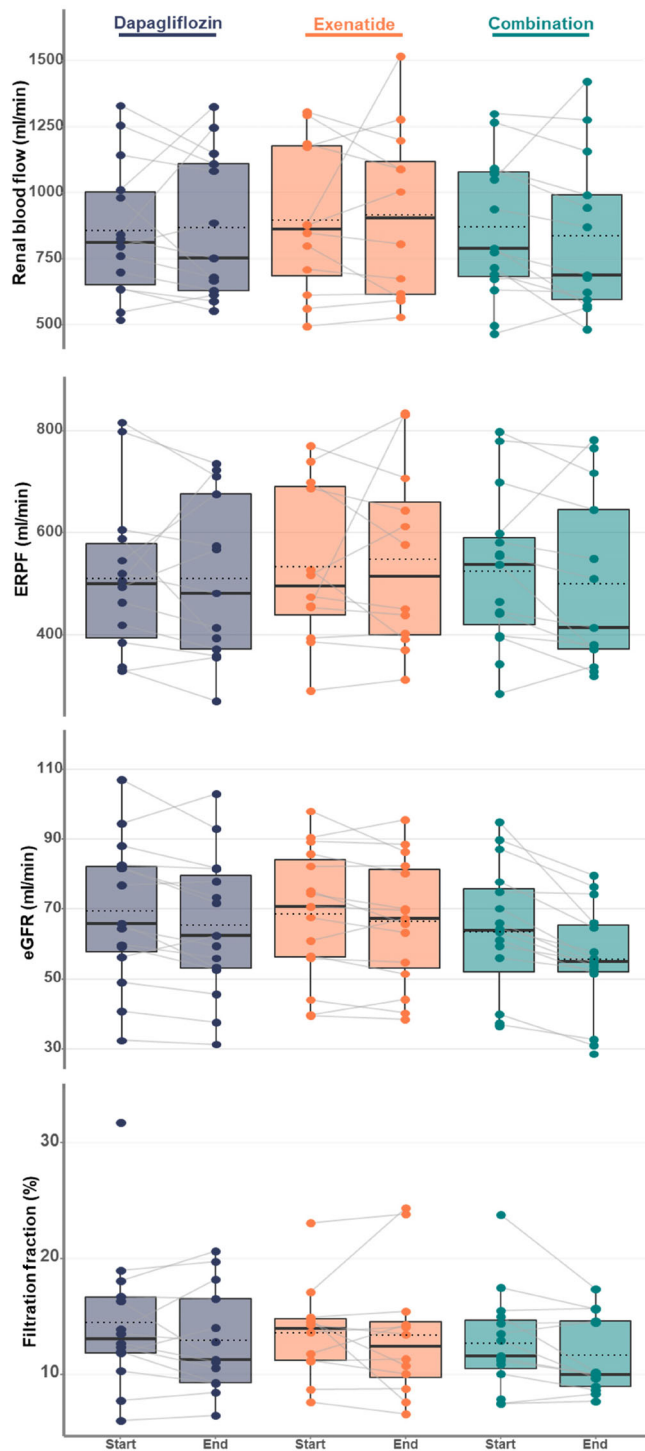 Dapagliflozin Exenatide Combination
Renal blood flow (ml/min)
1500
1250
1000
750
500
ERPF (ml/min)
800
600
400
eGFR (ml/min)
110
90
70
50
30
Filtration fraction (%)
30
20
10
Start End Start End Start End